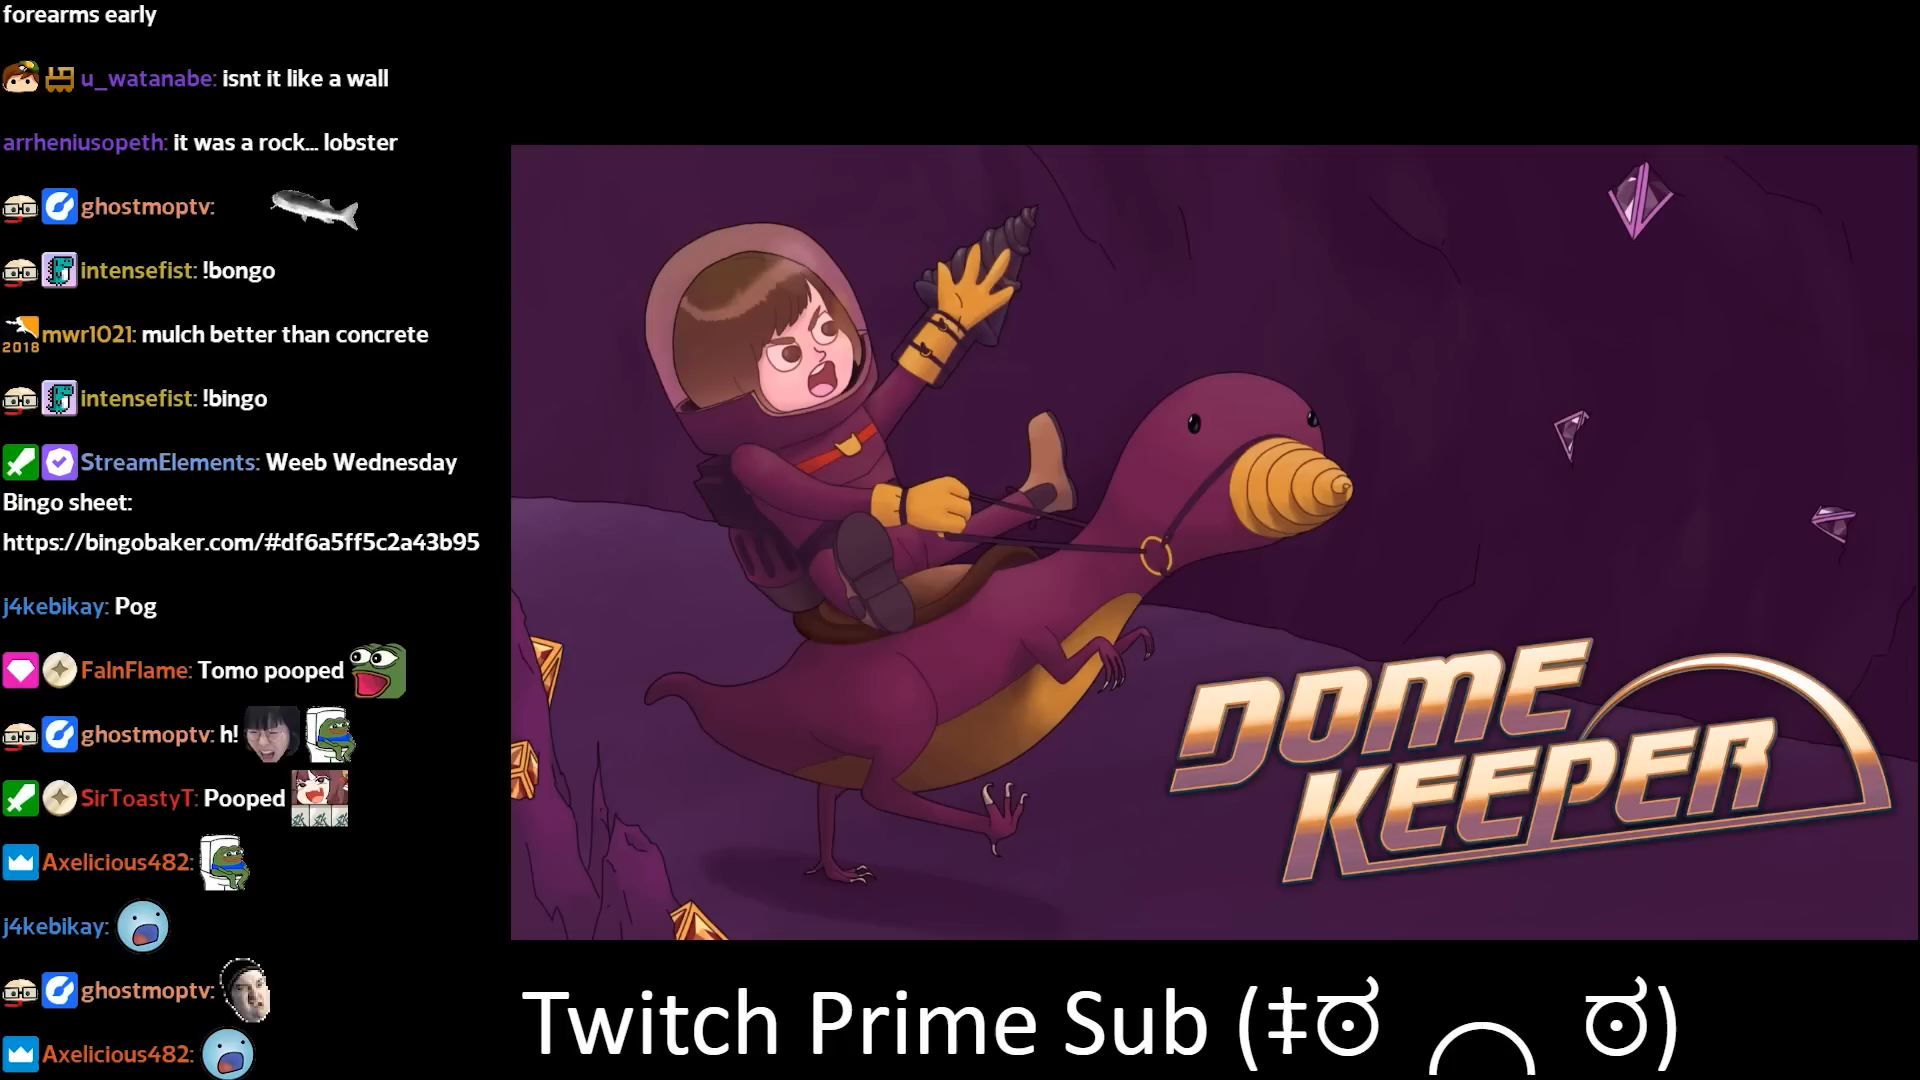 forearms early
u_watanabe: isnt it like a wall
arrheniusopeth: it was a rock... lobster
ghostmoptv:
intensefist: !bongo
2018 mwr1021: mulch better than concrete
intensefist: !bingo
StreamElements: Weeb Wednesday
Bingo sheet:
https://bingobaker.com/#df6a5ff5c2a43b95
j4kebikay: Pog
FalnFlame: Tomo pooped
ghostmoptv: h!
SirToastyT: Pooped
Axelicious482:
j4kebikay:
ghostmoptv:
Axelicious482:
DOME
KEEPER
Twitch Prime Sub (‡ಠ ⁔ ಠ)